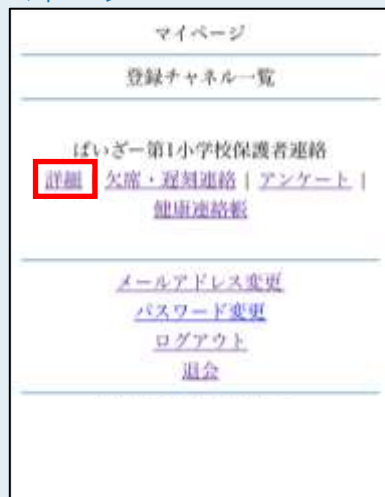 マイページ
登録チャネル一覧
ぱいざー第1小学校保護者連絡
詳細 欠席・遅刻連絡 | アンケート |
健康連絡帳
メールアドレス変更
パスワード変更
ログアウト
退会